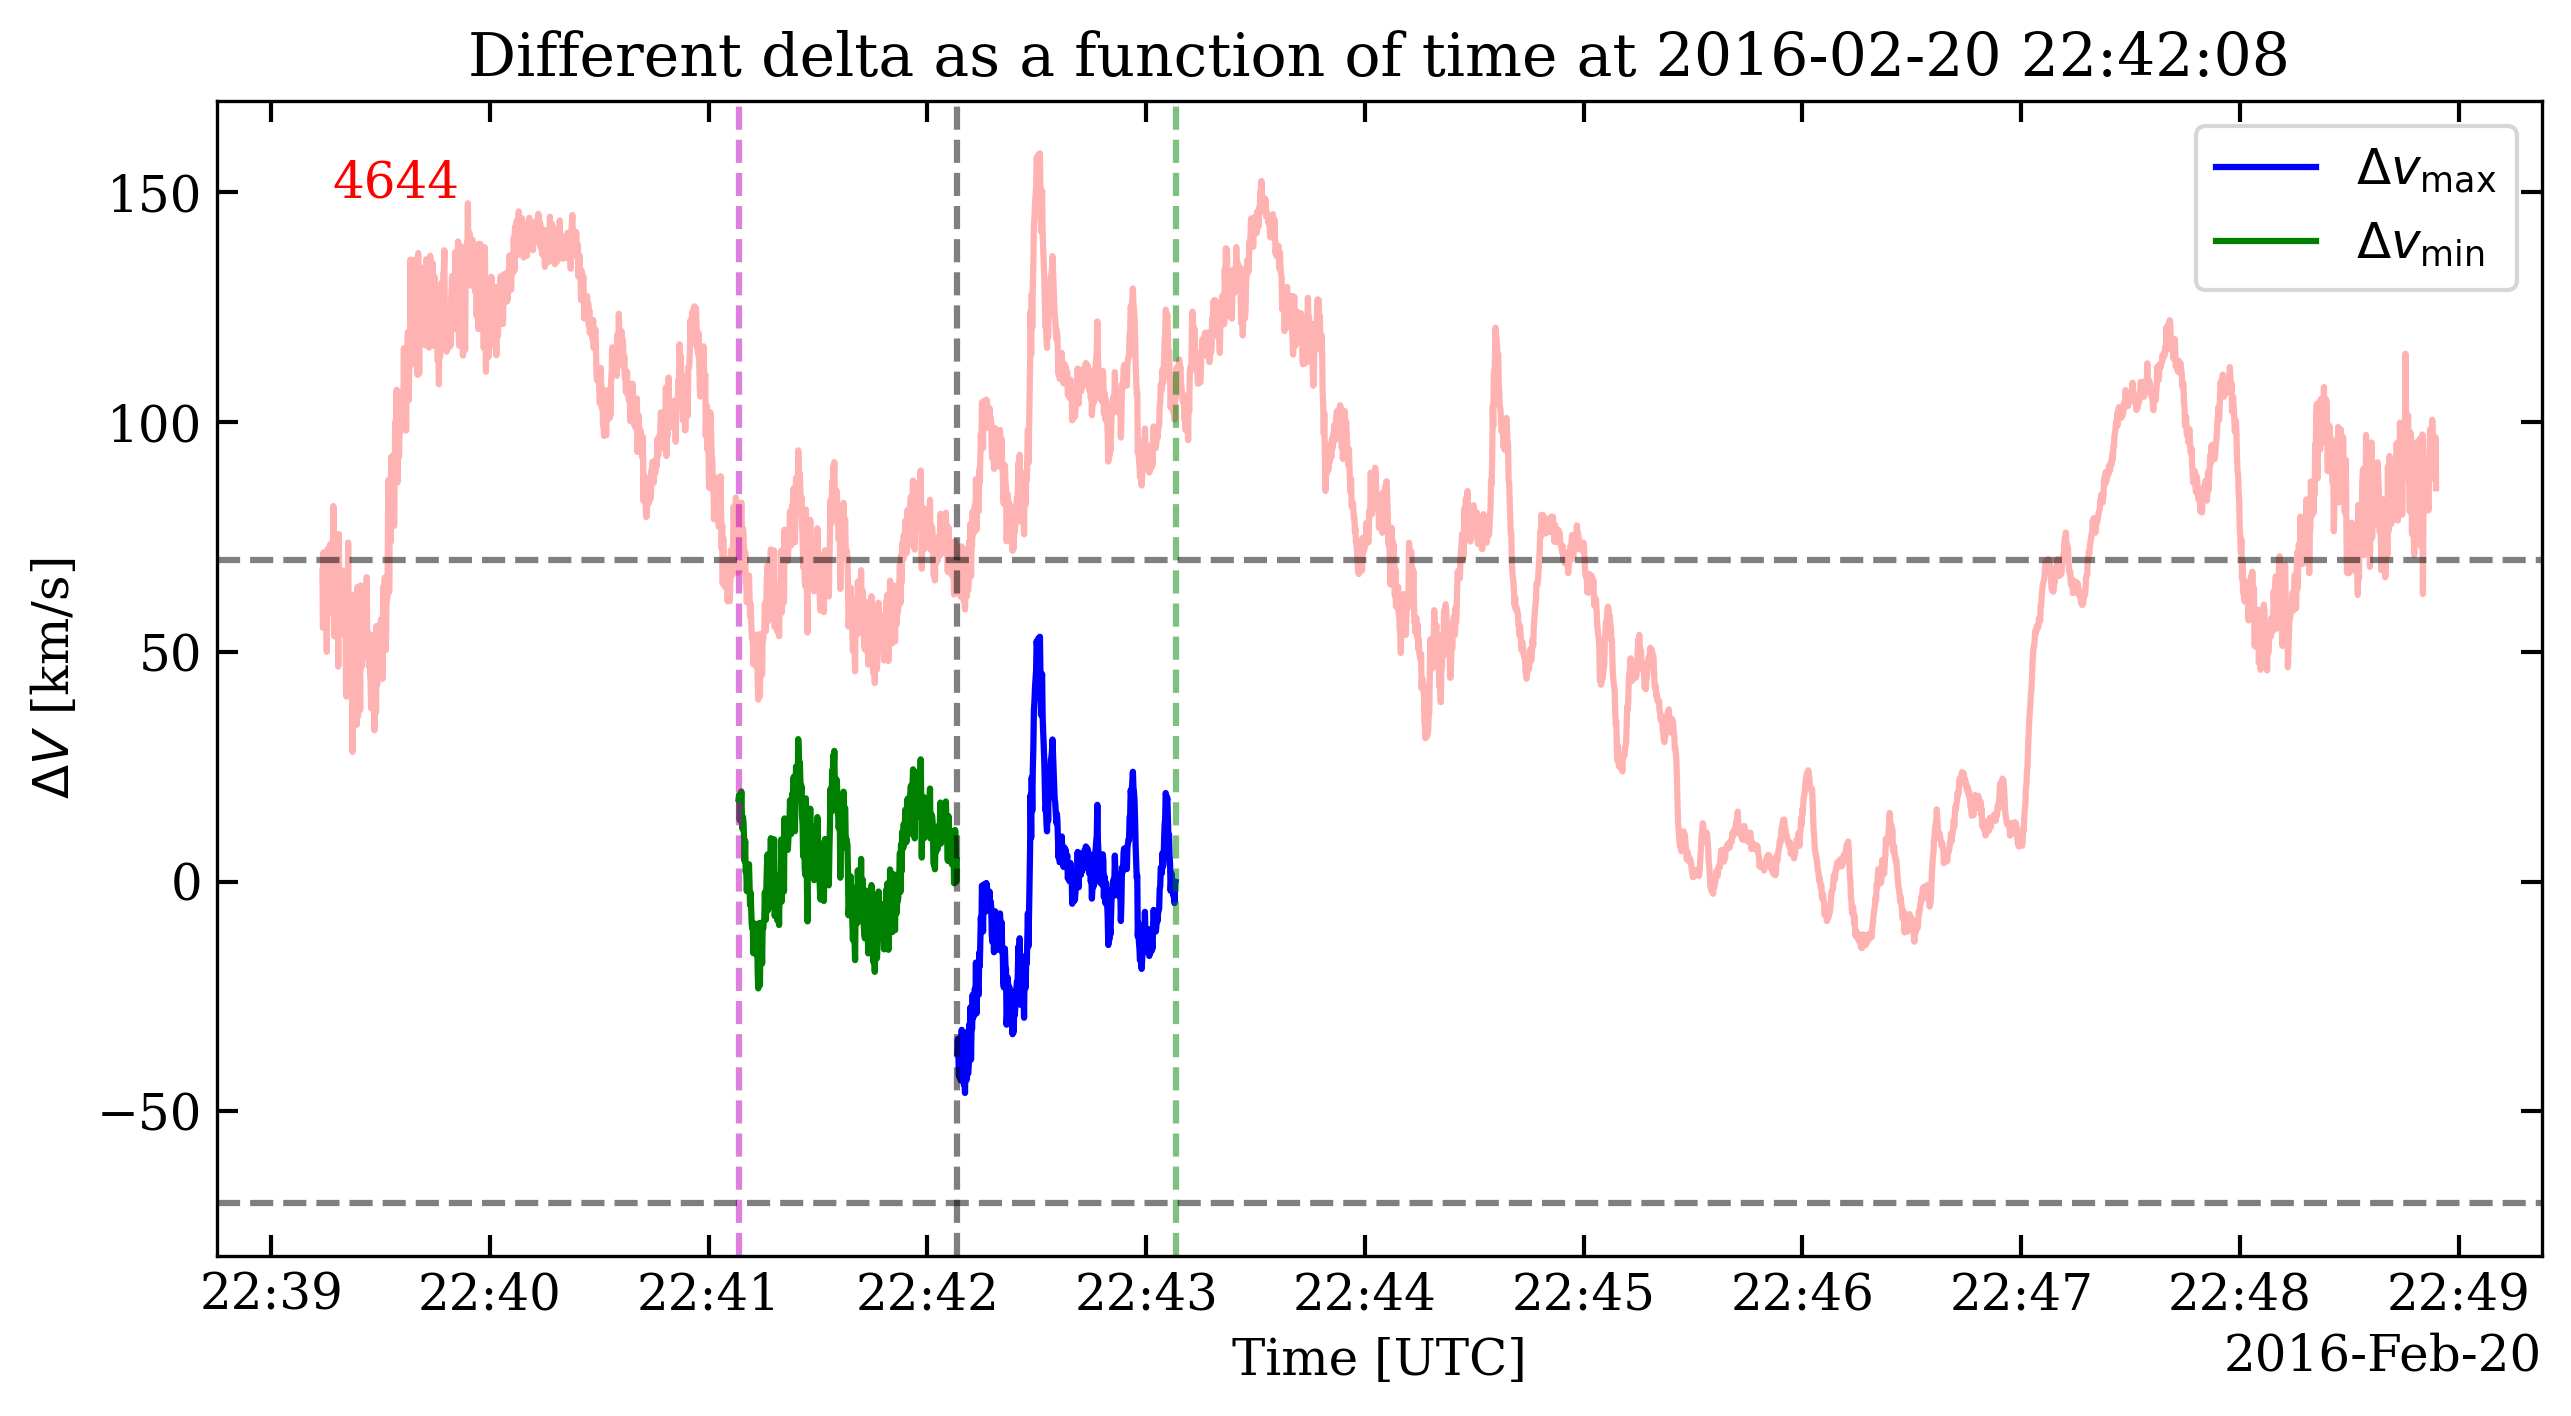 Different delta as a function of time at 2016-02-20 22:42:08
4644
Δv_max
Δv_min
150
100
50
0
−50
ΔV [km/s]
22:39 22:40 22:41 22:42 22:43 22:44 22:45 22:46 22:47 22:48 22:49
Time [UTC]
2016-Feb-20